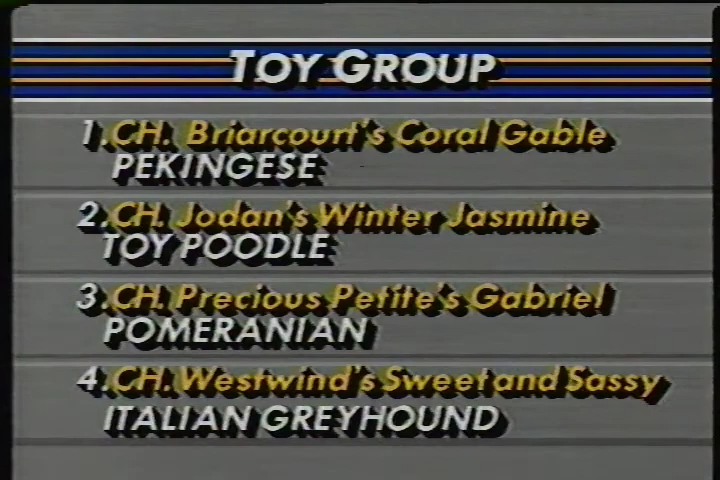 TOY GROUP
1. CH. Briarcourt's Coral Gable
PEKINGESE
2. CH. Jodan's Winter Jasmine
TOY POODLE
3. CH. Precious Petite's Gabriel
POMERANIAN
4. CH. Westwind's Sweet and Sassy
ITALIAN GREYHOUND